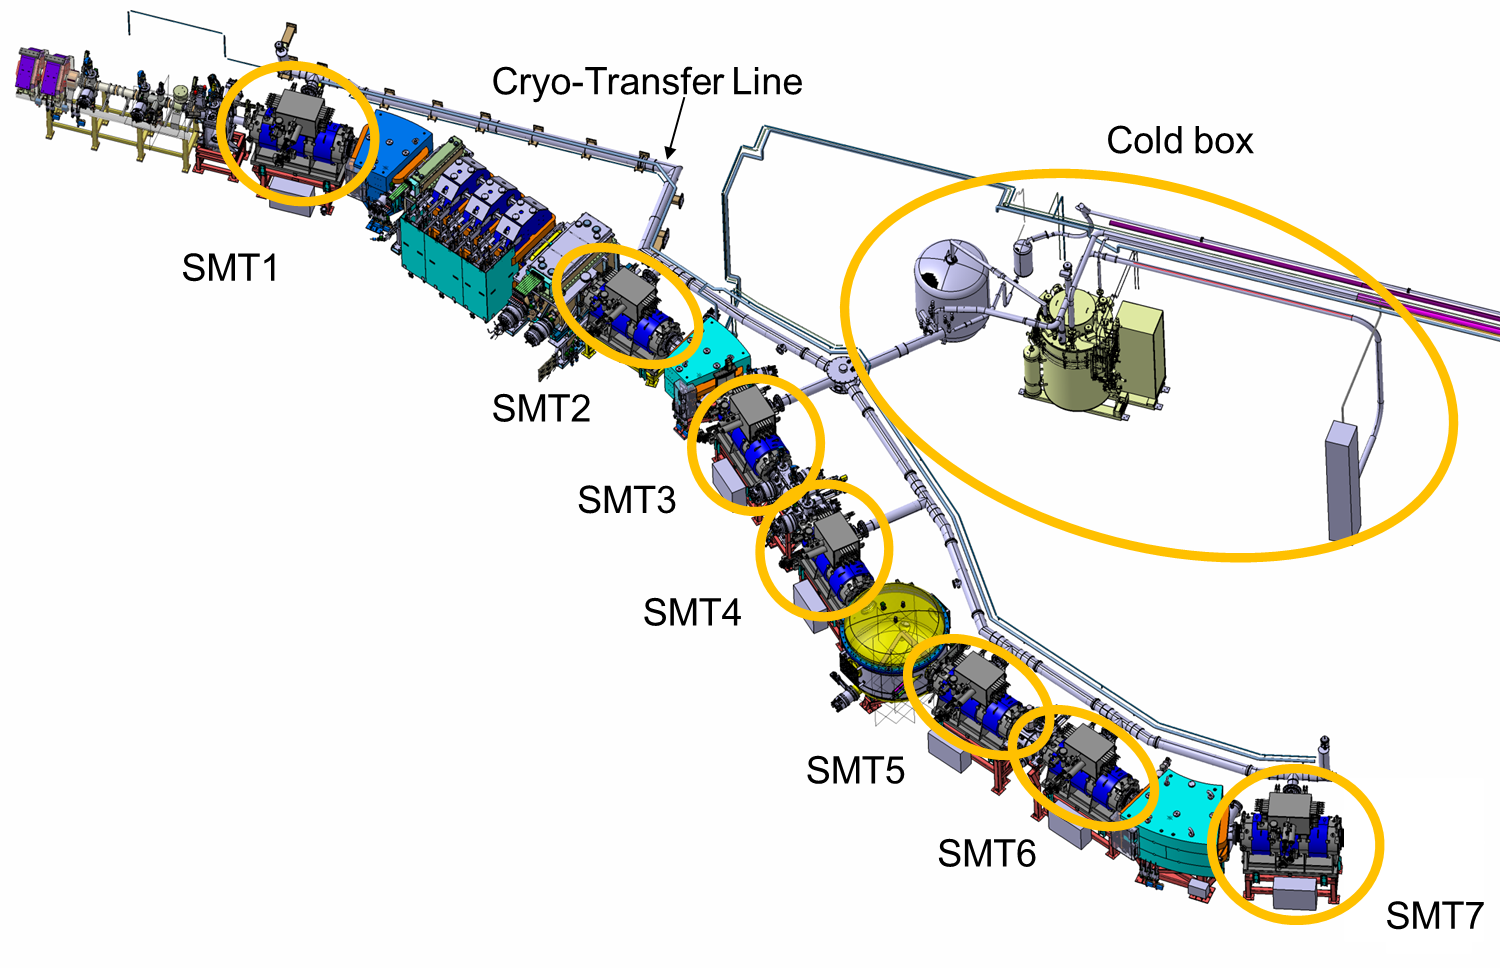 Cryo-Transfer Line
Cold box
SMT1
SMT2
SMT3
SMT4
SMT5
SMT6
SMT7